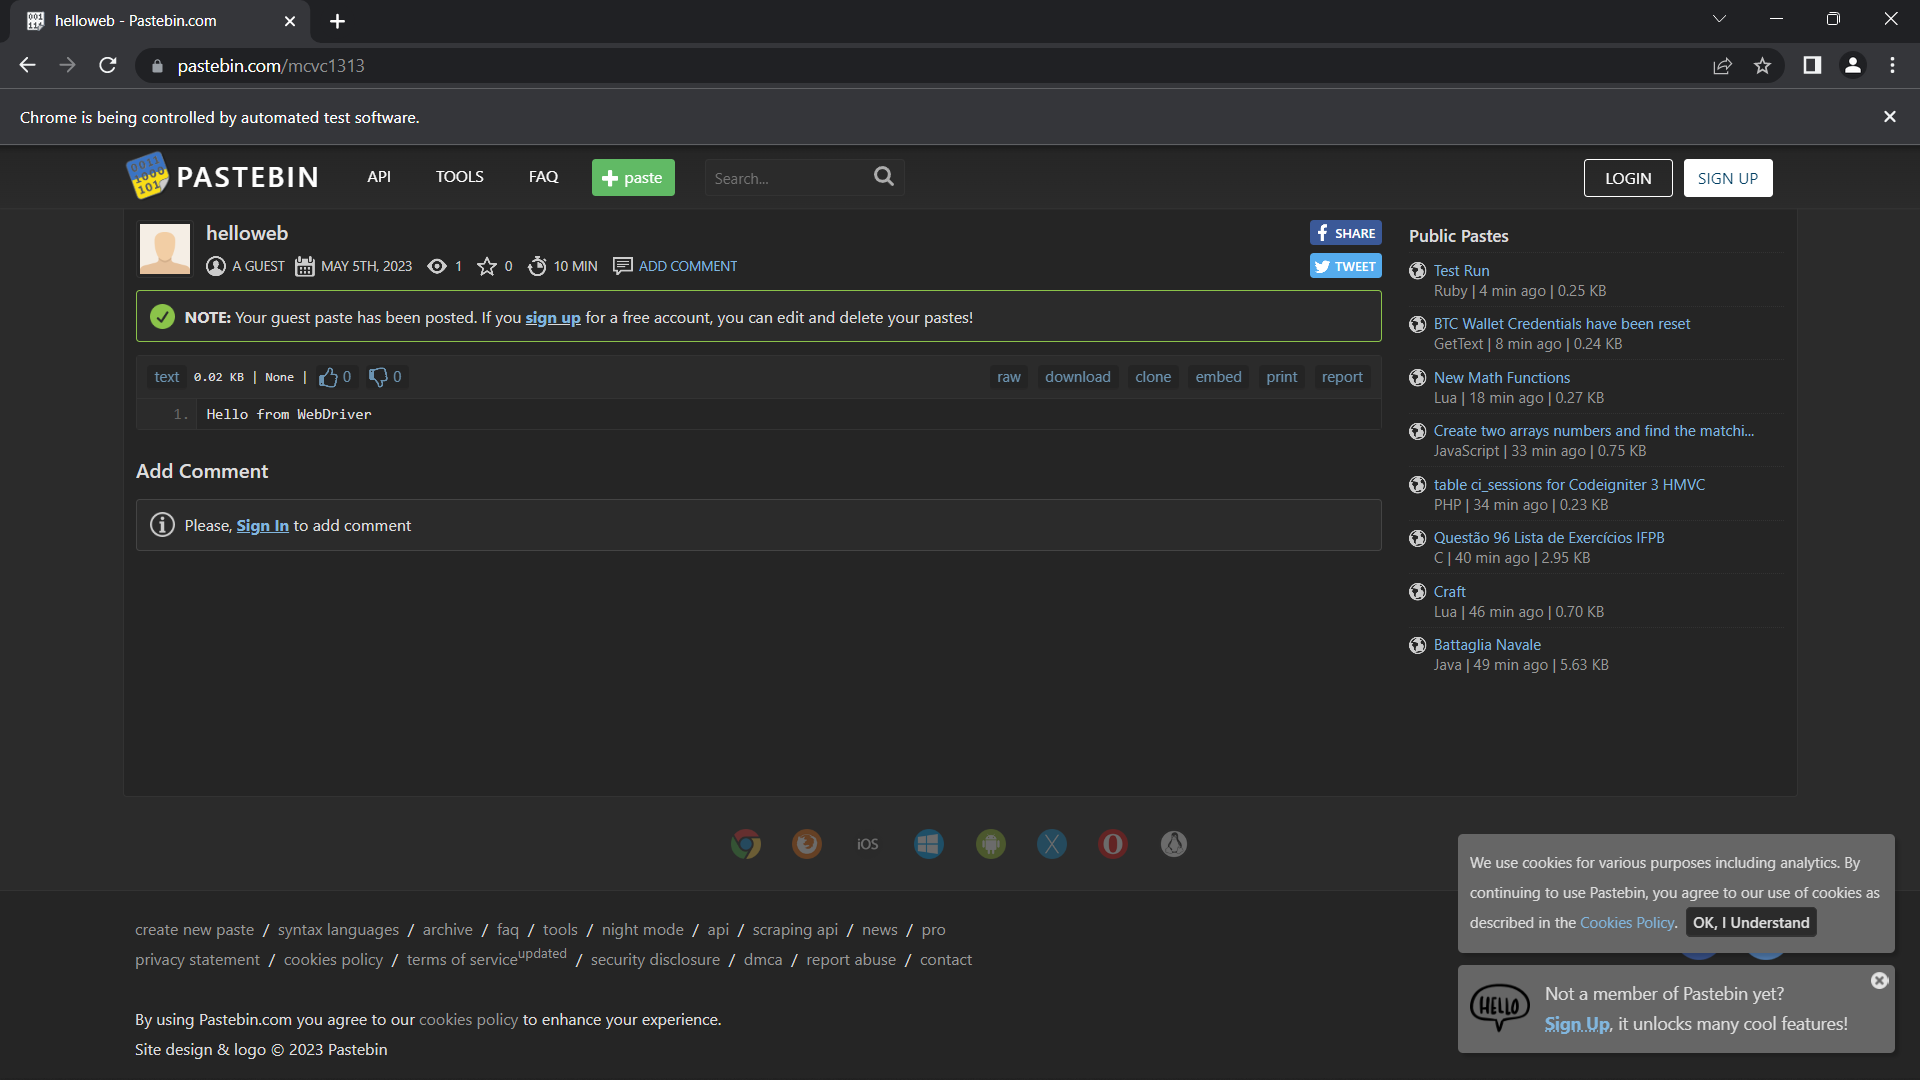 helloweb - Pastebin.com
pastebin.com/mcvc1313
Chrome is being controlled by automated test software.
PASTEBIN API TOOLS FAQ paste Search... LOGIN SIGN UP
helloweb
A GUEST MAY 5TH, 2023 1 0 10 MIN ADD COMMENT
SHARE
TWEET
NOTE: Your guest paste has been posted. If you sign up for a free account, you can edit and delete your pastes!
text 0.02 KB | None | 0 0 raw download clone embed print report
1. Hello from WebDriver
Add Comment
Please, Sign In to add comment
Public Pastes
Test Run
Ruby | 4 min ago | 0.25 KB
BTC Wallet Credentials have been reset
GetText | 8 min ago | 0.24 KB
New Math Functions
Lua | 18 min ago | 0.27 KB
Create two arrays numbers and find the matchi...
JavaScript | 33 min ago | 0.75 KB
table ci_sessions for Codeigniter 3 HMVC
PHP | 34 min ago | 0.23 KB
Questão 96 Lista de Exercícios IFPB
C | 40 min ago | 2.95 KB
Craft
Lua | 46 min ago | 0.70 KB
Battaglia Navale
Java | 49 min ago | 5.63 KB
iOS
create new paste / syntax languages / archive / faq / tools / night mode / api / scraping api / news / pro
privacy statement / cookies policy / terms of service updated / security disclosure / dmca / report abuse / contact
By using Pastebin.com you agree to our cookies policy to enhance your experience.
Site design & logo © 2023 Pastebin
We use cookies for various purposes including analytics. By
continuing to use Pastebin, you agree to our use of cookies as
described in the Cookies Policy. OK, I Understand
HELLO
Not a member of Pastebin yet?
Sign Up, it unlocks many cool features!